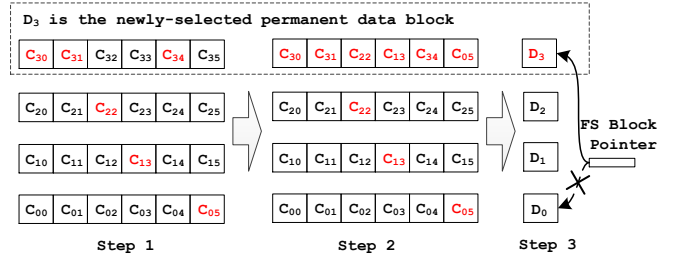 D₃ is the newly-selected permanent data block
C₃₀ C₃₁ C₃₂ C₃₃ C₃₄ C₃₅ C₃₀ C₃₁ C₂₂ C₁₃ C₃₄ C₀₅ D₃
C₂₀ C₂₁ C₂₂ C₂₃ C₂₄ C₂₅ C₂₀ C₂₁ C₂₂ C₂₃ C₂₄ C₂₅ D₂
FS Block
Pointer
C₁₀ C₁₁ C₁₂ C₁₃ C₁₄ C₁₅ C₁₀ C₁₁ C₁₂ C₁₃ C₁₄ C₁₅ D₁
C₀₀ C₀₁ C₀₂ C₀₃ C₀₄ C₀₅ C₀₀ C₀₁ C₀₂ C₀₃ C₀₄ C₀₅ D₀
Step 1 Step 2 Step 3